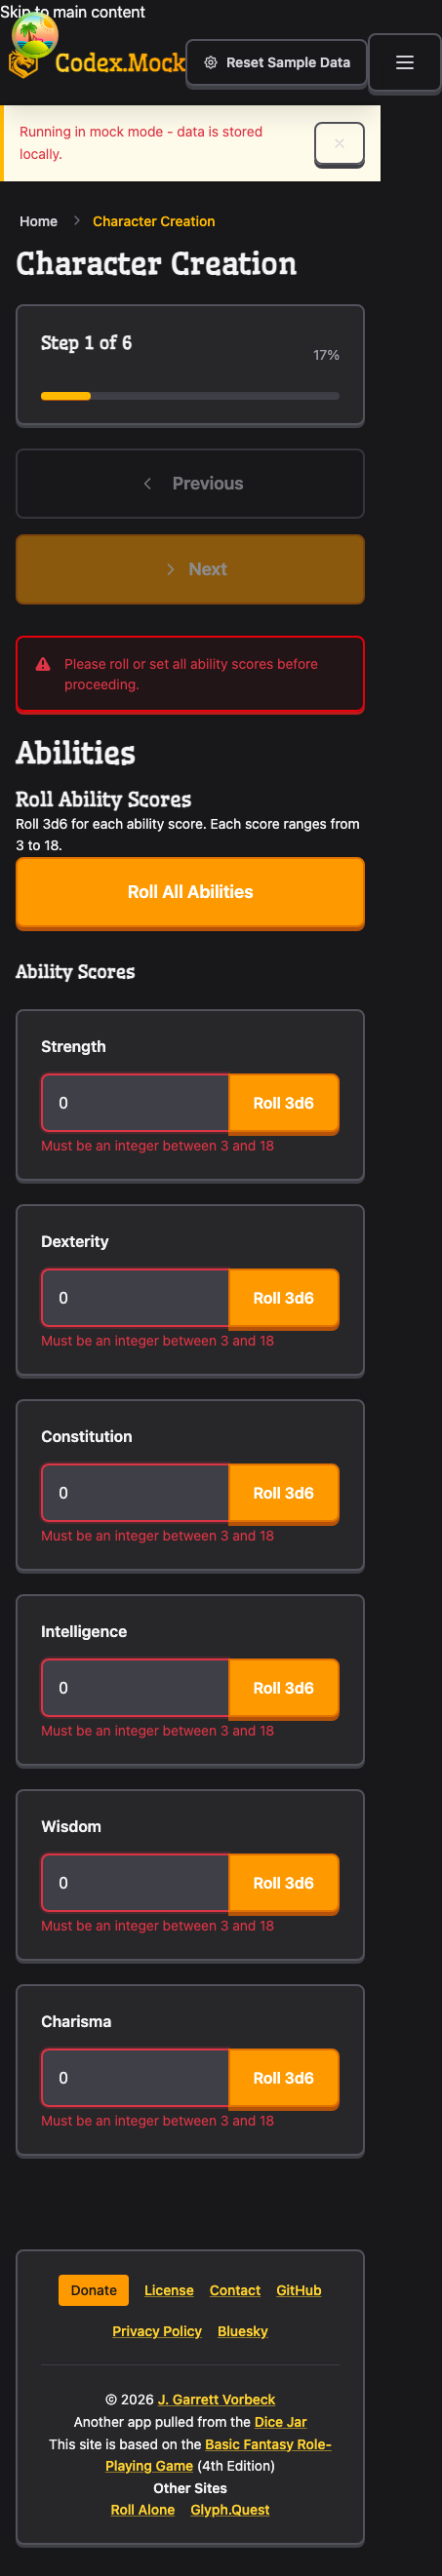 Skip to main content
Codex.Mock
Reset Sample Data
Running in mock mode - data is stored
locally.
Home
Character Creation
Character Creation
Step 1 of 6
17%
Previous
Next
Please roll or set all ability scores before
proceeding.
Abilities
Roll Ability Scores
Roll 3d6 for each ability score. Each score ranges from
3 to 18.
Roll All Abilities
Ability Scores
Strength
0 Roll 3d6
Must be an integer between 3 and 18
Dexterity
0 Roll 3d6
Must be an integer between 3 and 18
Constitution
0 Roll 3d6
Must be an integer between 3 and 18
Intelligence
0 Roll 3d6
Must be an integer between 3 and 18
Wisdom
0 Roll 3d6
Must be an integer between 3 and 18
Charisma
0 Roll 3d6
Must be an integer between 3 and 18
Donate License Contact GitHub
Privacy Policy Bluesky
© 2026 J. Garrett Vorbeck
Another app pulled from the Dice Jar
This site is based on the Basic Fantasy Role-
Playing Game (4th Edition)
Other Sites
Roll Alone Glyph.Quest